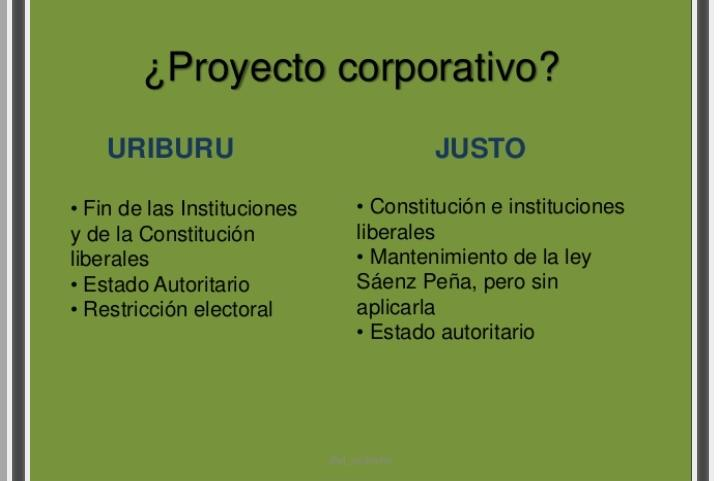 ¿Proyecto corporativo?
URIBURU
• Fin de las Instituciones
y de la Constitución
liberales
• Estado Autoritario
• Restricción electoral
JUSTO
• Constitución e instituciones
liberales
• Mantenimiento de la ley
Sáenz Peña, pero sin
aplicarla
• Estado autoritario